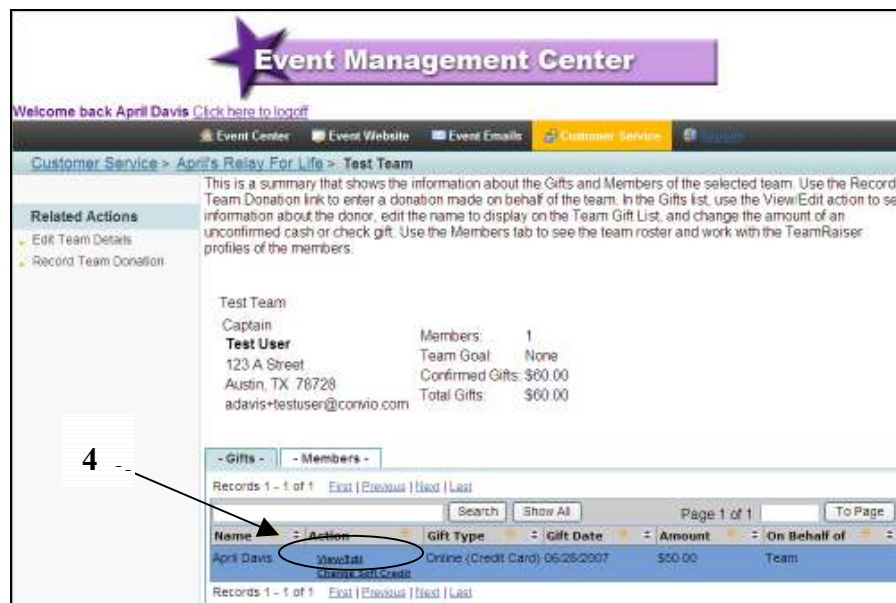 Event Management Center
Welcome back April Davis Click here to logoff
Event Center Event Website Event Emails Customer Service
Customer Service > April's Relay For Life > Test Team
This is a summary that shows the information about the Gifts and Members of the selected team. Use the Record
Team Donation link to enter a donation made on behalf of the team. In the Gifts list, use the View/Edit action to se
information about the donor, edit the name to display on the Team Gift List, and change the amount of an
unconfirmed cash or check gift. Use the Members tab to see the team roster and work with the TeamRaiser
profiles of the members.
Related Actions
Edit Team Details
Record Team Donation
Test Team
Captain
Test User
123 A Street
Austin, TX 78728
adavis+testuser@convio.com
Members: 1
Team Goal: None
Confirmed Gifts: $60.00
Total Gifts: $60.00
4
- Gifts - - Members -
Records 1 - 1 of 1 First | Previous | Next | Last
Search Show All Page 1 of 1 To Page
Name Action Gift Type Gift Date Amount On Behalf of
April Davis View/Edit Online (Credit Card) 06/28/2007 Team
Change Soft Credit
Records 1 - 1 of 1 First | Previous | Next | Last